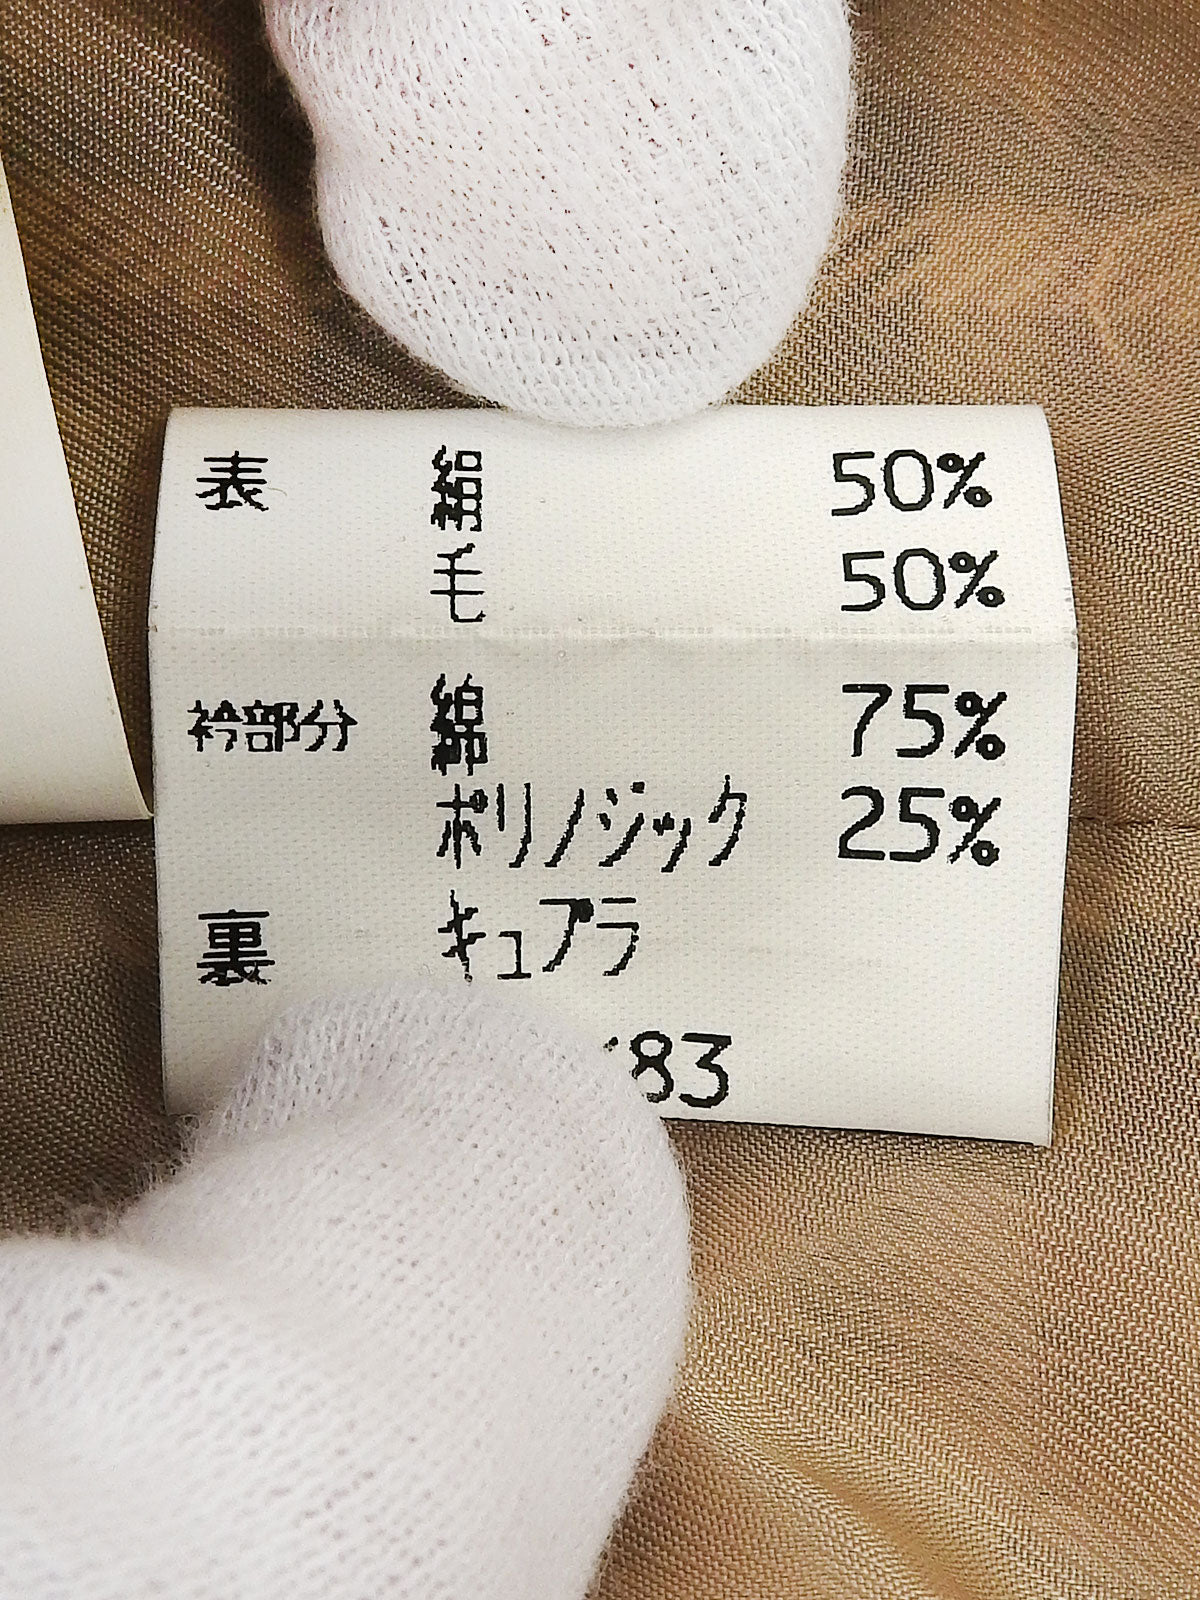 表 絹 50%
毛 50%
衿部分 綿 75%
ポリノジック 25%
裏 キュプラ
83